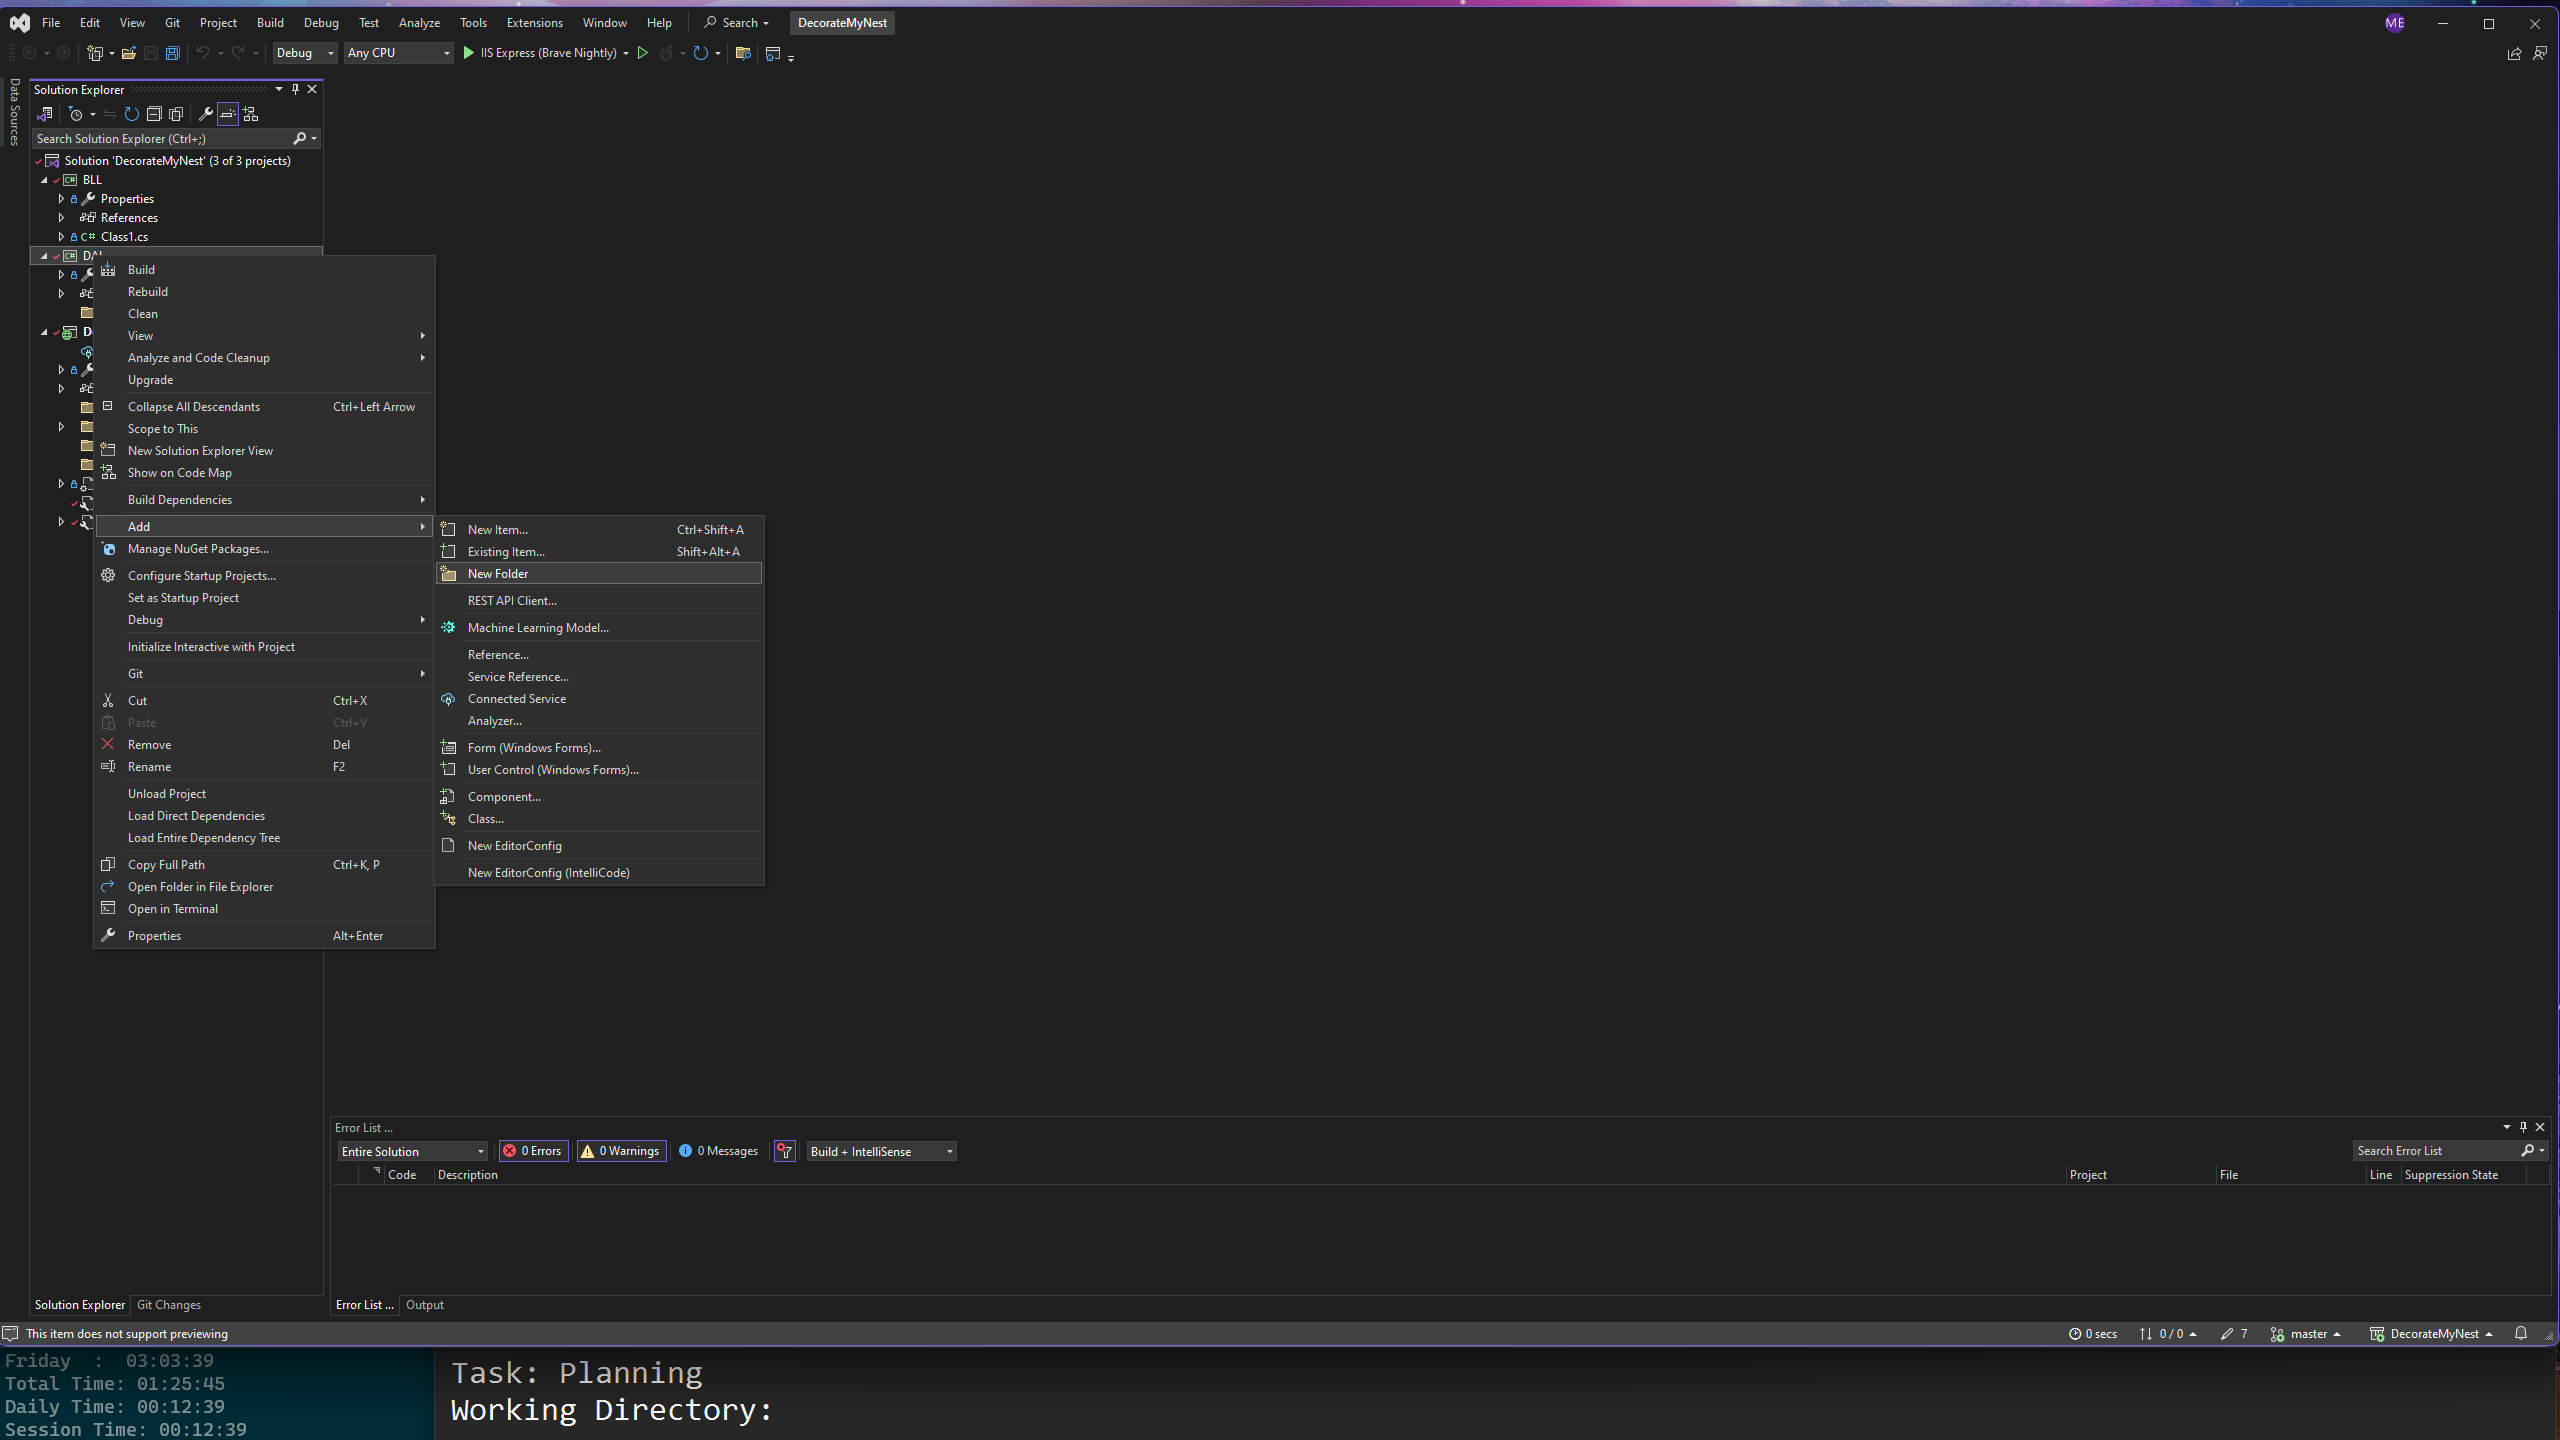 File Edit View Git Project Build Debug Test Analyze Tools Extensions Window Help Search DecorateMyNest ME
Debug Any CPU IIS Express (Brave Nightly)
Data Sources
Solution Explorer
Search Solution Explorer (Ctrl+;)
Solution 'DecorateMyNest' (3 of 3 projects)
C# BLL
Properties
References
C# Class1.cs
C#
Build
Rebuild
Clean
View
Analyze and Code Cleanup
Upgrade
Collapse All Descendants Ctrl+Left Arrow
Scope to This
New Solution Explorer View
Show on Code Map
Build Dependencies
Add
Manage NuGet Packages...
Configure Startup Projects...
Set as Startup Project
Debug
Initialize Interactive with Project
Git
Cut Ctrl+X
Paste Ctrl+V
Remove Del
Rename F2
Unload Project
Load Direct Dependencies
Load Entire Dependency Tree
Copy Full Path Ctrl+K, P
Open Folder in File Explorer
Open in Terminal
Properties Alt+Enter
New Item... Ctrl+Shift+A
Existing Item... Shift+Alt+A
New Folder
REST API Client...
Machine Learning Model...
Reference...
Service Reference...
Connected Service
Analyzer...
Form (Windows Forms)...
User Control (Windows Forms)...
Component...
Class...
New EditorConfig
New EditorConfig (IntelliCode)
Error List ...
Entire Solution 0 Errors 0 Warnings 0 Messages Build + IntelliSense Search Error List
Code Description Project File Line Suppression State
Solution Explorer Git Changes Error List ... Output
This item does not support previewing 0 secs 0 / 0 7 master DecorateMyNest
Friday : 03:03:39
Total Time: 01:25:45
Daily Time: 00:12:39
Session Time: 00:12:39
Task: Planning
Working Directory: